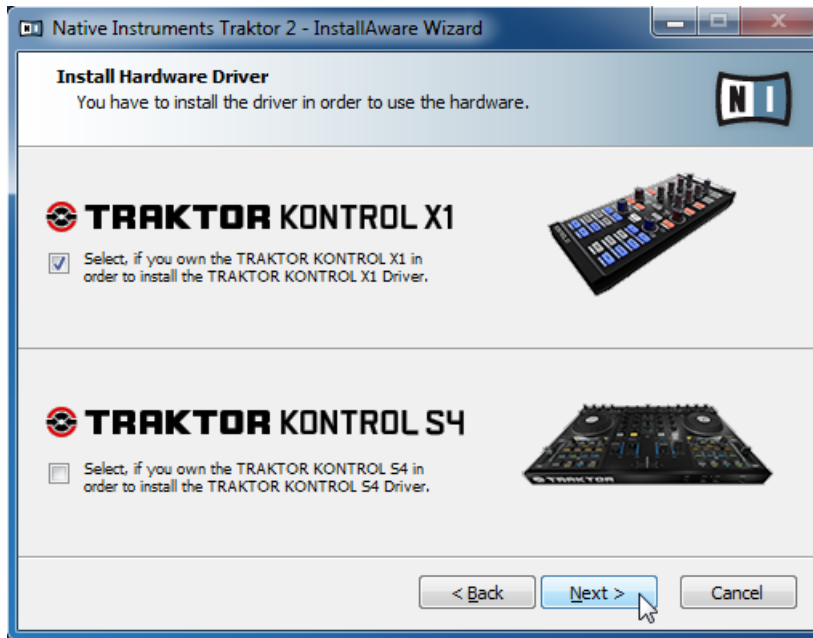 Native Instruments Traktor 2 - InstallAware Wizard
Install Hardware Driver
You have to install the driver in order to use the hardware.
N I
TRAKTOR KONTROL X1
Select, if you own the TRAKTOR KONTROL X1 in
order to install the TRAKTOR KONTROL X1 Driver.
TRAKTOR KONTROL S4
Select, if you own the TRAKTOR KONTROL S4 in
order to install the TRAKTOR KONTROL S4 Driver.
TRAKTOR
< Back Next > Cancel